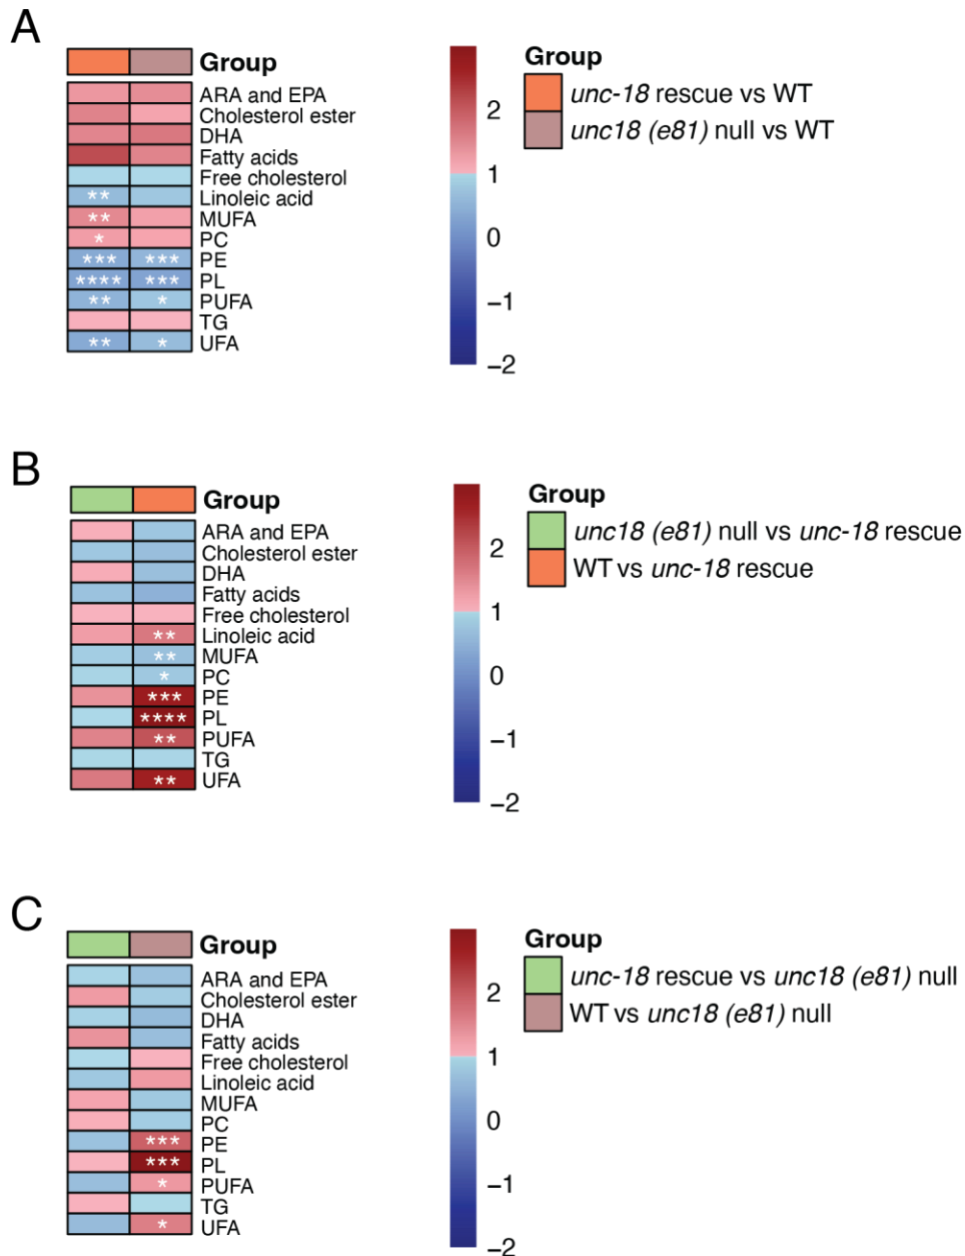 A
Group
ARA and EPA
Cholesterol ester
DHA
Fatty acids
Free cholesterol
** Linoleic acid
** MUFA
* PC
*** *** PE
**** *** PL
** * PUFA
TG
** * UFA
2
1
0
−1
−2
Group
unc-18 rescue vs WT
unc18 (e81) null vs WT
B
Group
ARA and EPA
Cholesterol ester
DHA
Fatty acids
Free cholesterol
** Linoleic acid
** MUFA
* PC
*** PE
**** PL
** PUFA
TG
** UFA
2
1
0
−1
−2
Group
unc18 (e81) null vs unc-18 rescue
WT vs unc-18 rescue
C
Group
ARA and EPA
Cholesterol ester
DHA
Fatty acids
Free cholesterol
Linoleic acid
MUFA
PC
*** PE
*** PL
* PUFA
TG
* UFA
2
1
0
−1
−2
Group
unc-18 rescue vs unc18 (e81) null
WT vs unc18 (e81) null